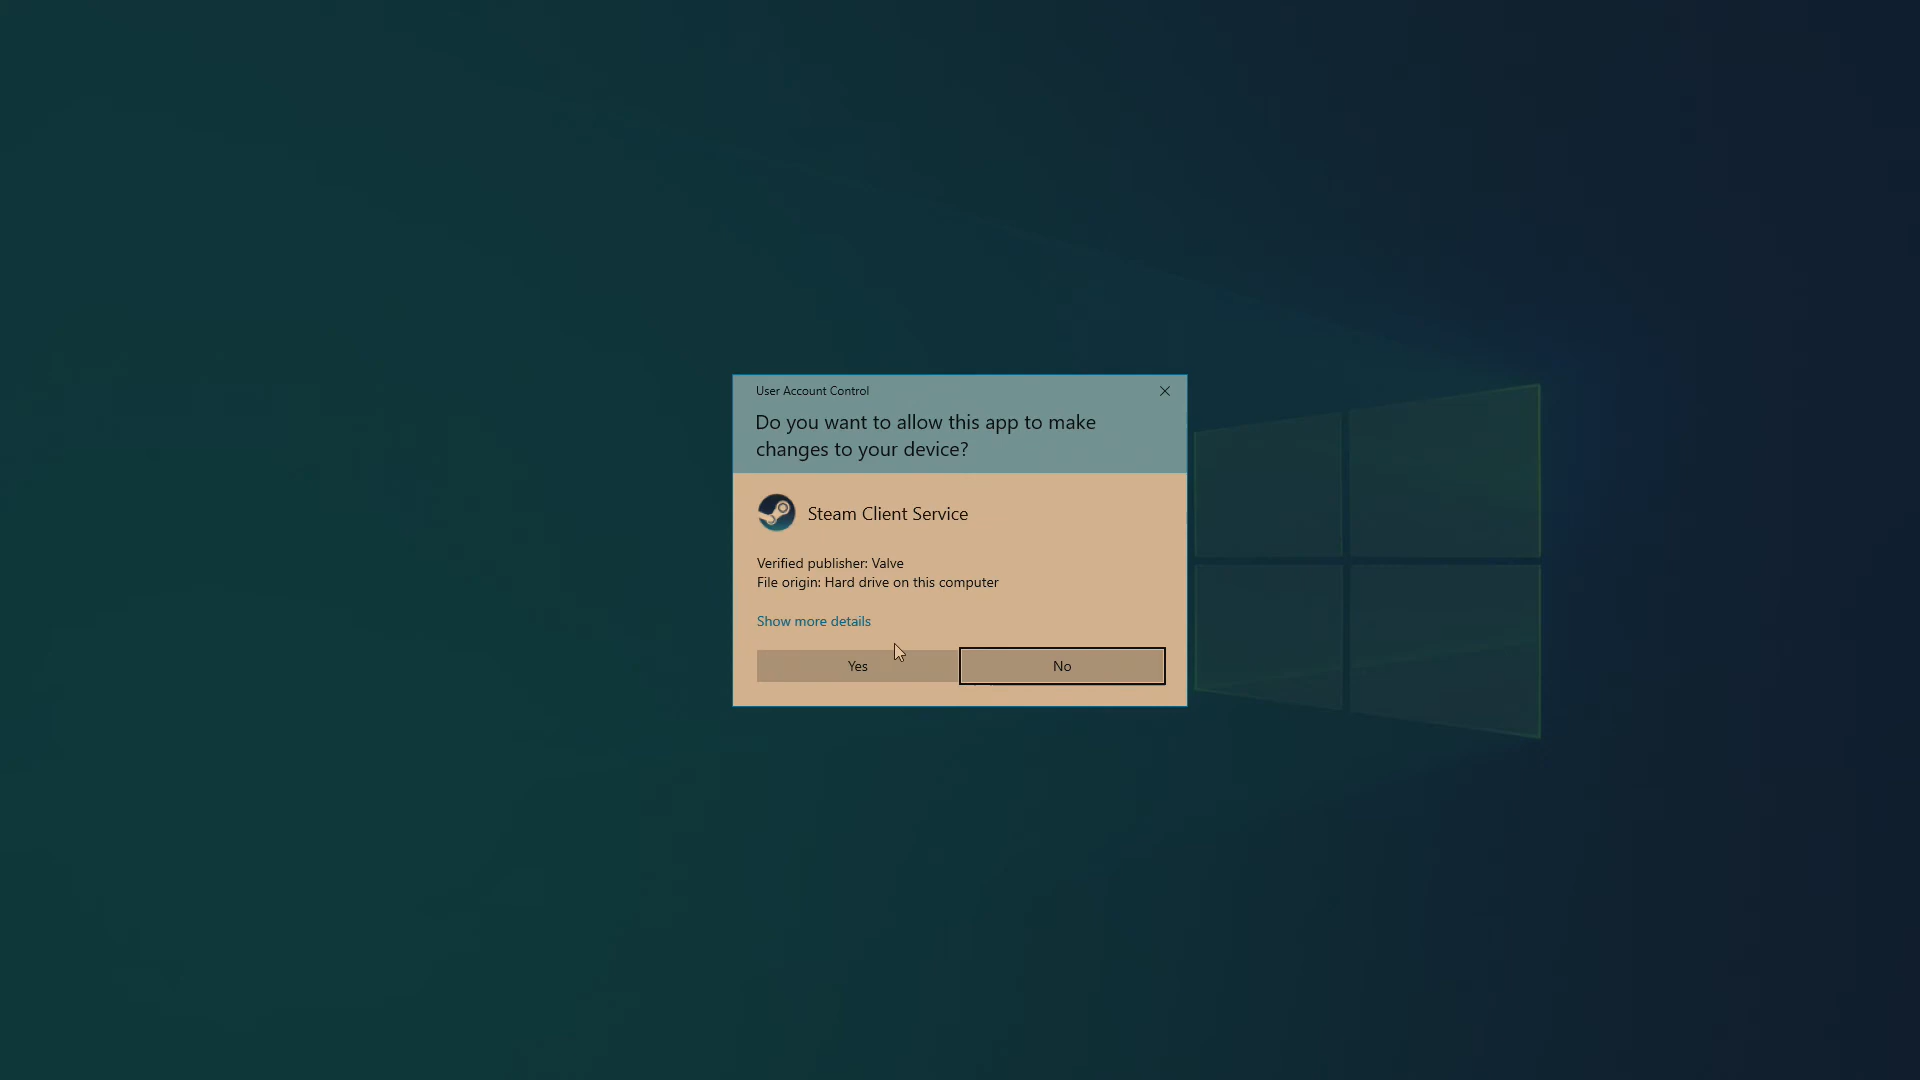 User Account Control
Do you want to allow this app to make
changes to your device?
Steam Client Service
Verified publisher: Valve
File origin: Hard drive on this computer
Show more details
Yes
No